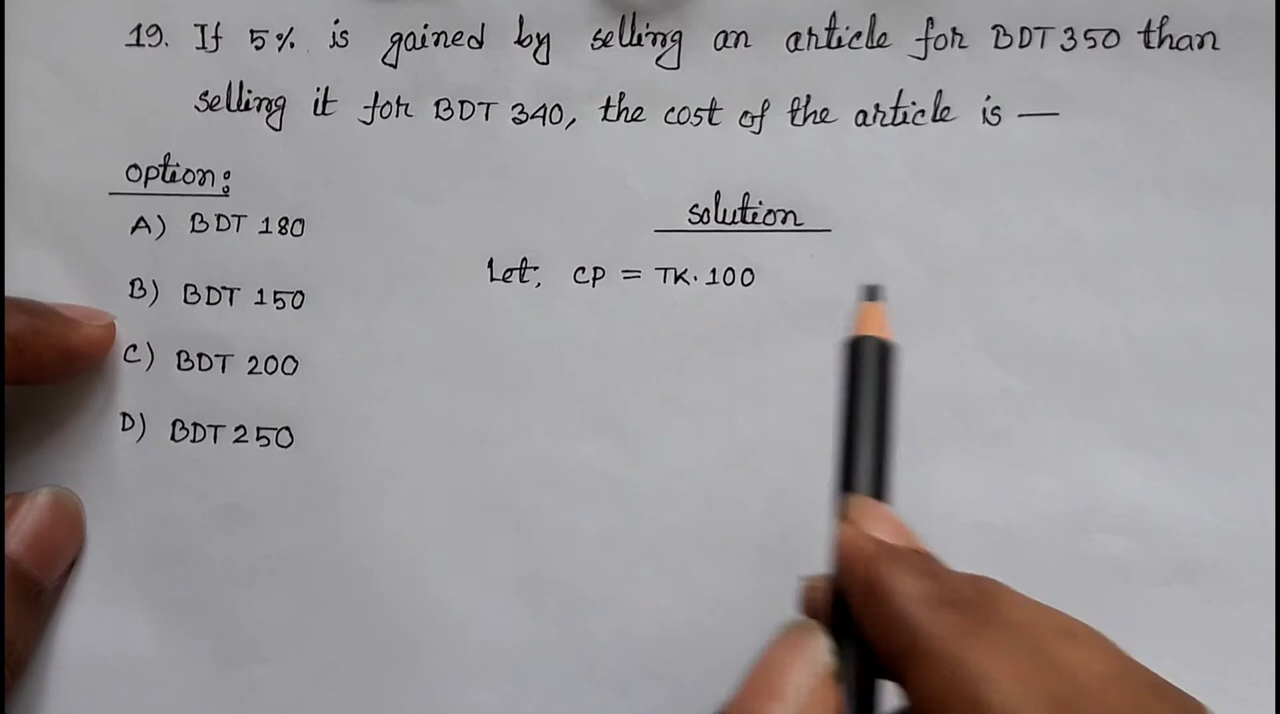 19. If 5% is gained by selling an article for BDT 350 than
selling it for BDT 340, the cost of the article is —
option:
A) BDT 180
B) BDT 150
C) BDT 200
D) BDT 250
solution
Let, CP = TK. 100